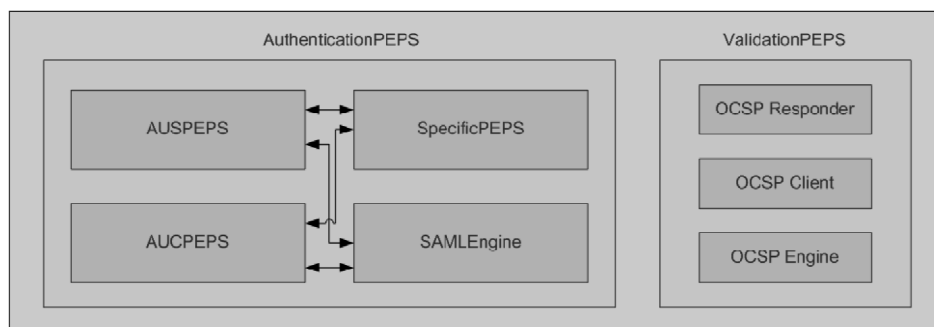 AuthenticationPEPS
AUSPEPS
SpecificPEPS
AUCPEPS
SAMLEngine
ValidationPEPS
OCSP Responder
OCSP Client
OCSP Engine